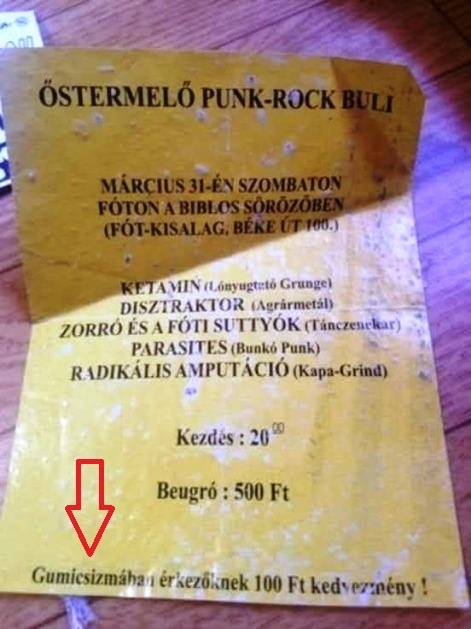 ŐSTERMELŐ PUNK-ROCK BULI
MÁRCIUS 31-ÉN SZOMBATON
FÓTON A BIBLOS SÖRÖZŐBEN
(FÓT-KISALAG, BÉKE ÚT 100.)
KETAMIN (Lónyugtató Grunge)
DISZTRAKTOR (Agrármetál)
ZORRÓ ÉS A FÓTI SUTTYÓK (Tánczenekar)
PARASITES (Bunkó Punk)
RADIKÁLIS AMPUTÁCIÓ (Kapa-Grind)
Kezdés : 20 00
Beugró : 500 Ft
Gumicsizmában érkezőknek 100 Ft kedvezmény !